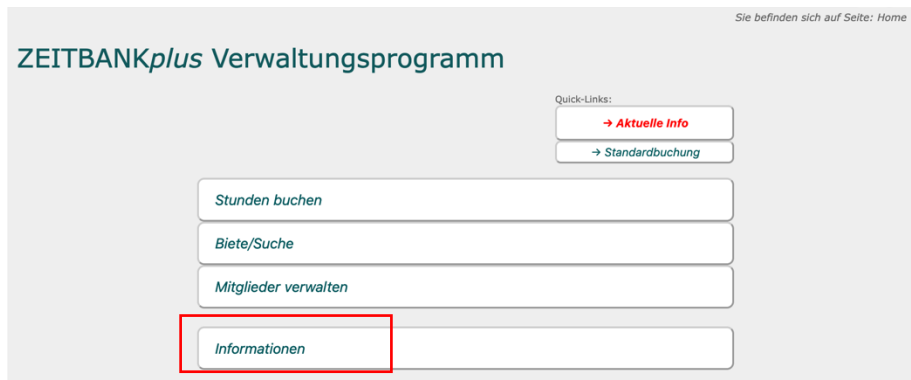 Sie befinden sich auf Seite: Home
ZEITBANKplus Verwaltungsprogramm
Quick-Links:
→ Aktuelle Info
→ Standardbuchung
Stunden buchen
Biete/Suche
Mitglieder verwalten
Informationen